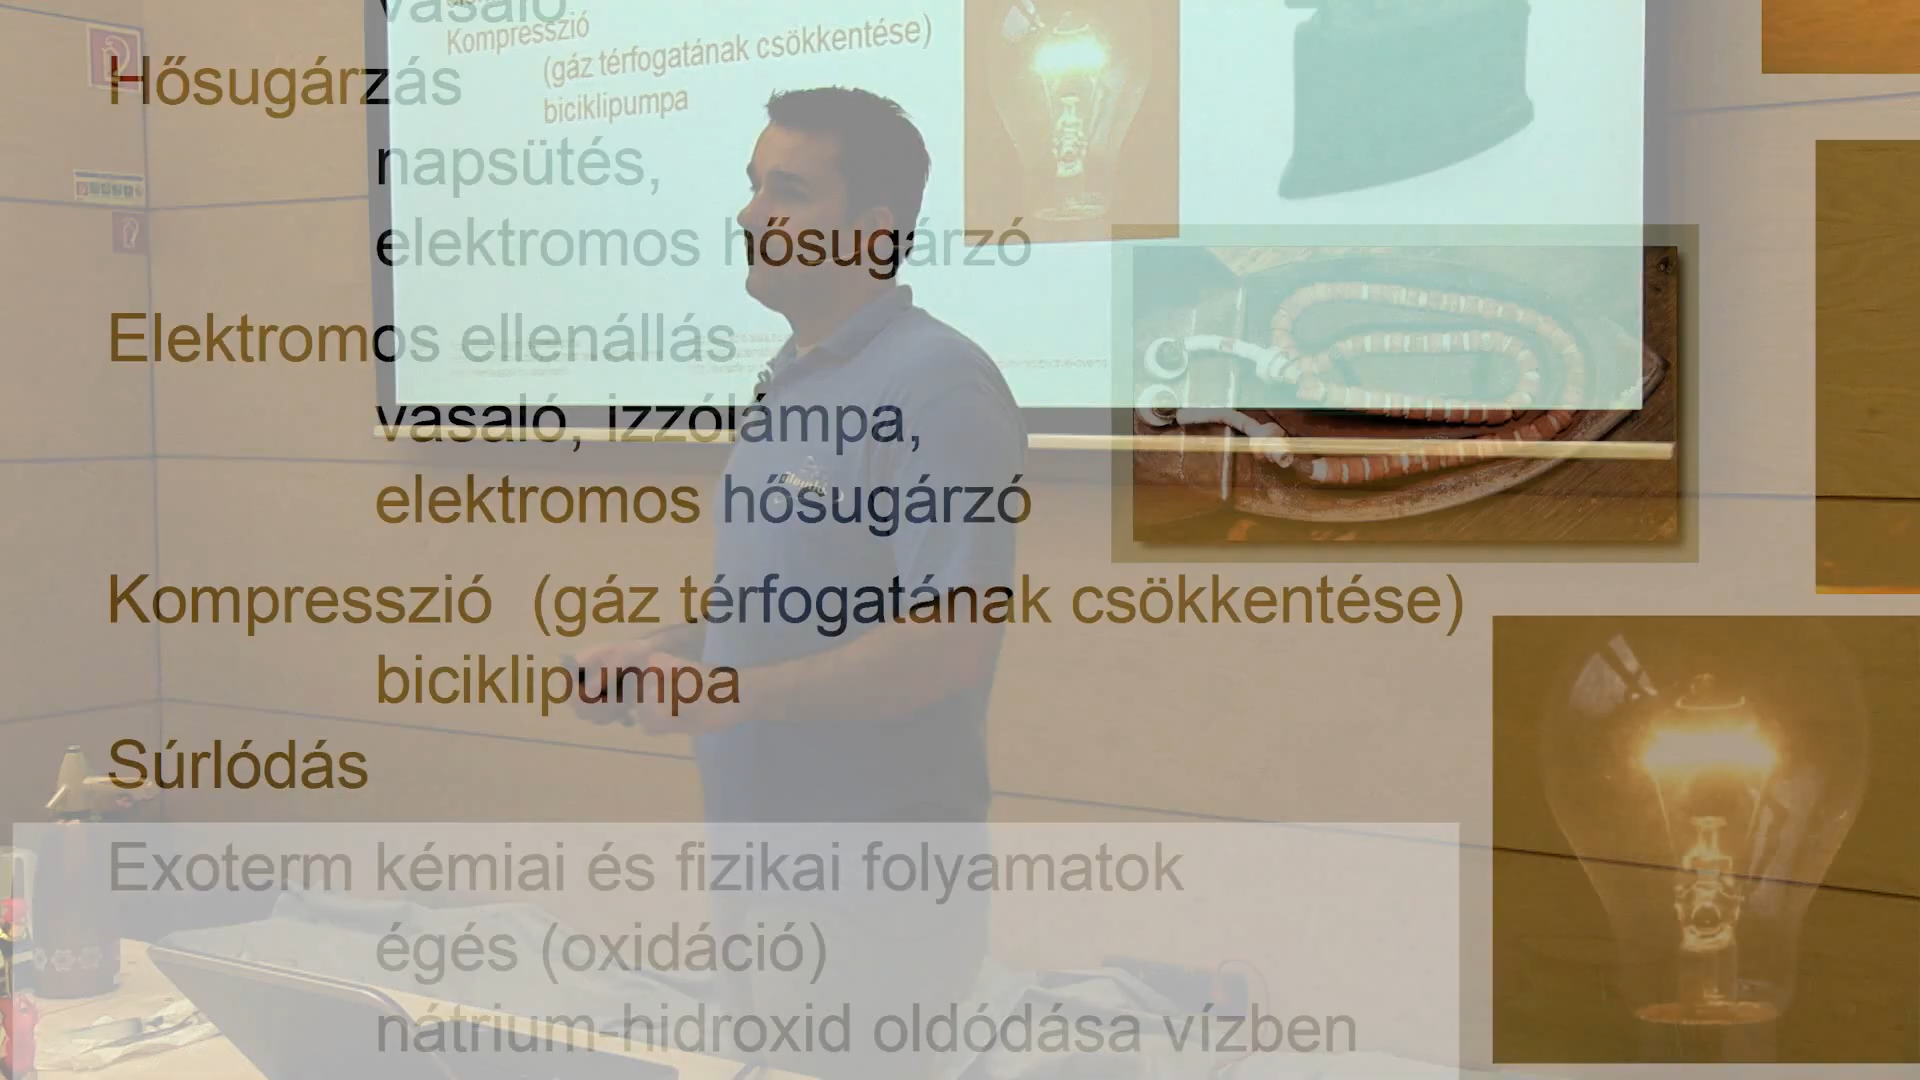 vasaló
Hősugárzás
napsütés,
elektromos hősugárzó
Elektromos ellenállás
vasaló, izzólámpa,
elektromos hősugárzó
Kompresszió (gáz térfogatának csökkentése)
biciklipumpa
Súrlódás
Exoterm kémiai és fizikai folyamatok
égés (oxidáció)
nátrium-hidroxid oldódása vízben
Kompresszió
(gáz térfogatának csökkentése)
biciklipumpa